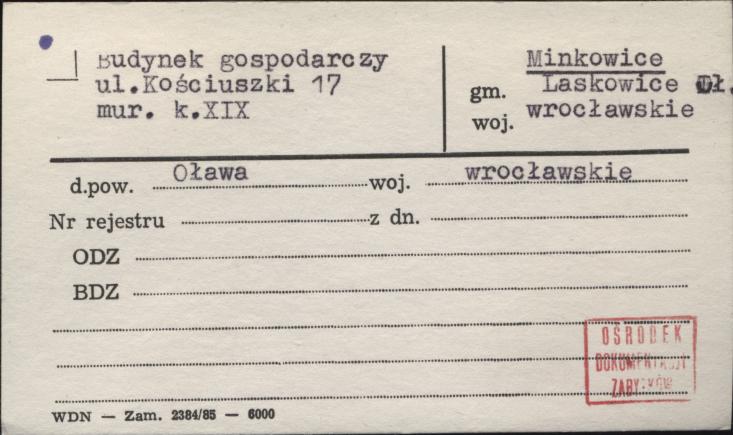 Budynek gospodarczy
ul.Kościuszki 17
mur. k.XIX
Minkowice
gm. Laskowice Oł.
woj. wrocławskie
d.pow. Oława woj. wrocławskie
Nr rejestru z dn.
ODZ
BDZ
OŚRODEK
DOKUMENTACJI
ZABYTKÓW
WDN — Zam. 2384/85 — 6000